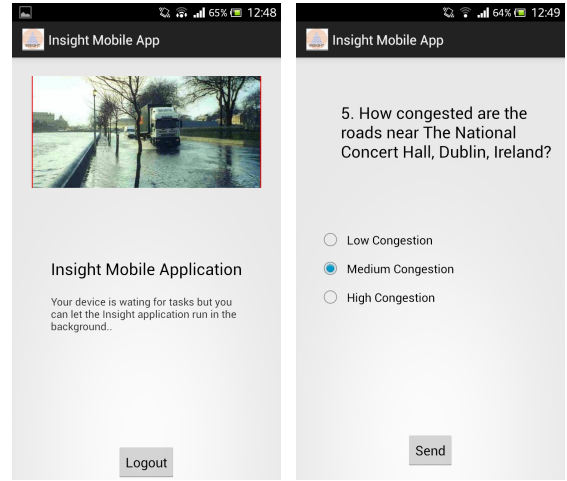 65% 12:48
Insight Mobile App
Insight Mobile Application
Your device is wating for tasks but you
can let the Insight application run in the
background..
Logout
64% 12:49
Insight Mobile App
5. How congested are the
roads near The National
Concert Hall, Dublin, Ireland?
Low Congestion
Medium Congestion
High Congestion
Send